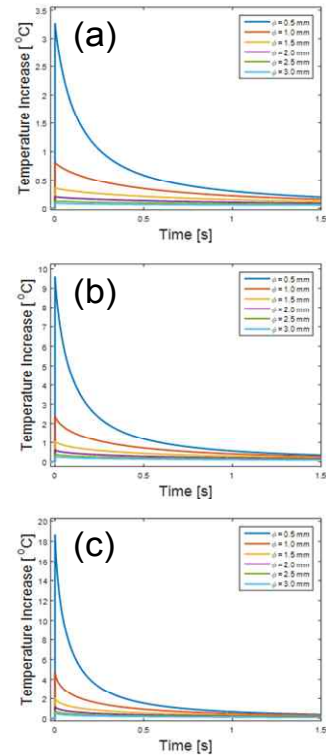 (a)
Temperature Increase [ °C]
3.5
3
2.5
2
1.5
1
0.5
0
ϕ = 0.5 mm
ϕ = 1.0 mm
ϕ = 1.5 mm
ϕ = 2.0 mm
ϕ = 2.5 mm
ϕ = 3.0 mm
0 0.5 1 1.5
Time [s]
(b)
Temperature Increase [ °C]
10
9
8
7
6
5
4
3
2
1
0
ϕ = 0.5 mm
ϕ = 1.0 mm
ϕ = 1.5 mm
ϕ = 2.0 mm
ϕ = 2.5 mm
ϕ = 3.0 mm
0 0.5 1 1.5
Time [s]
(c)
Temperature Increase [ °C]
20
18
16
14
12
10
8
6
4
2
0
ϕ = 0.5 mm
ϕ = 1.0 mm
ϕ = 1.5 mm
ϕ = 2.0 mm
ϕ = 2.5 mm
ϕ = 3.0 mm
0 0.5 1 1.5
Time [s]